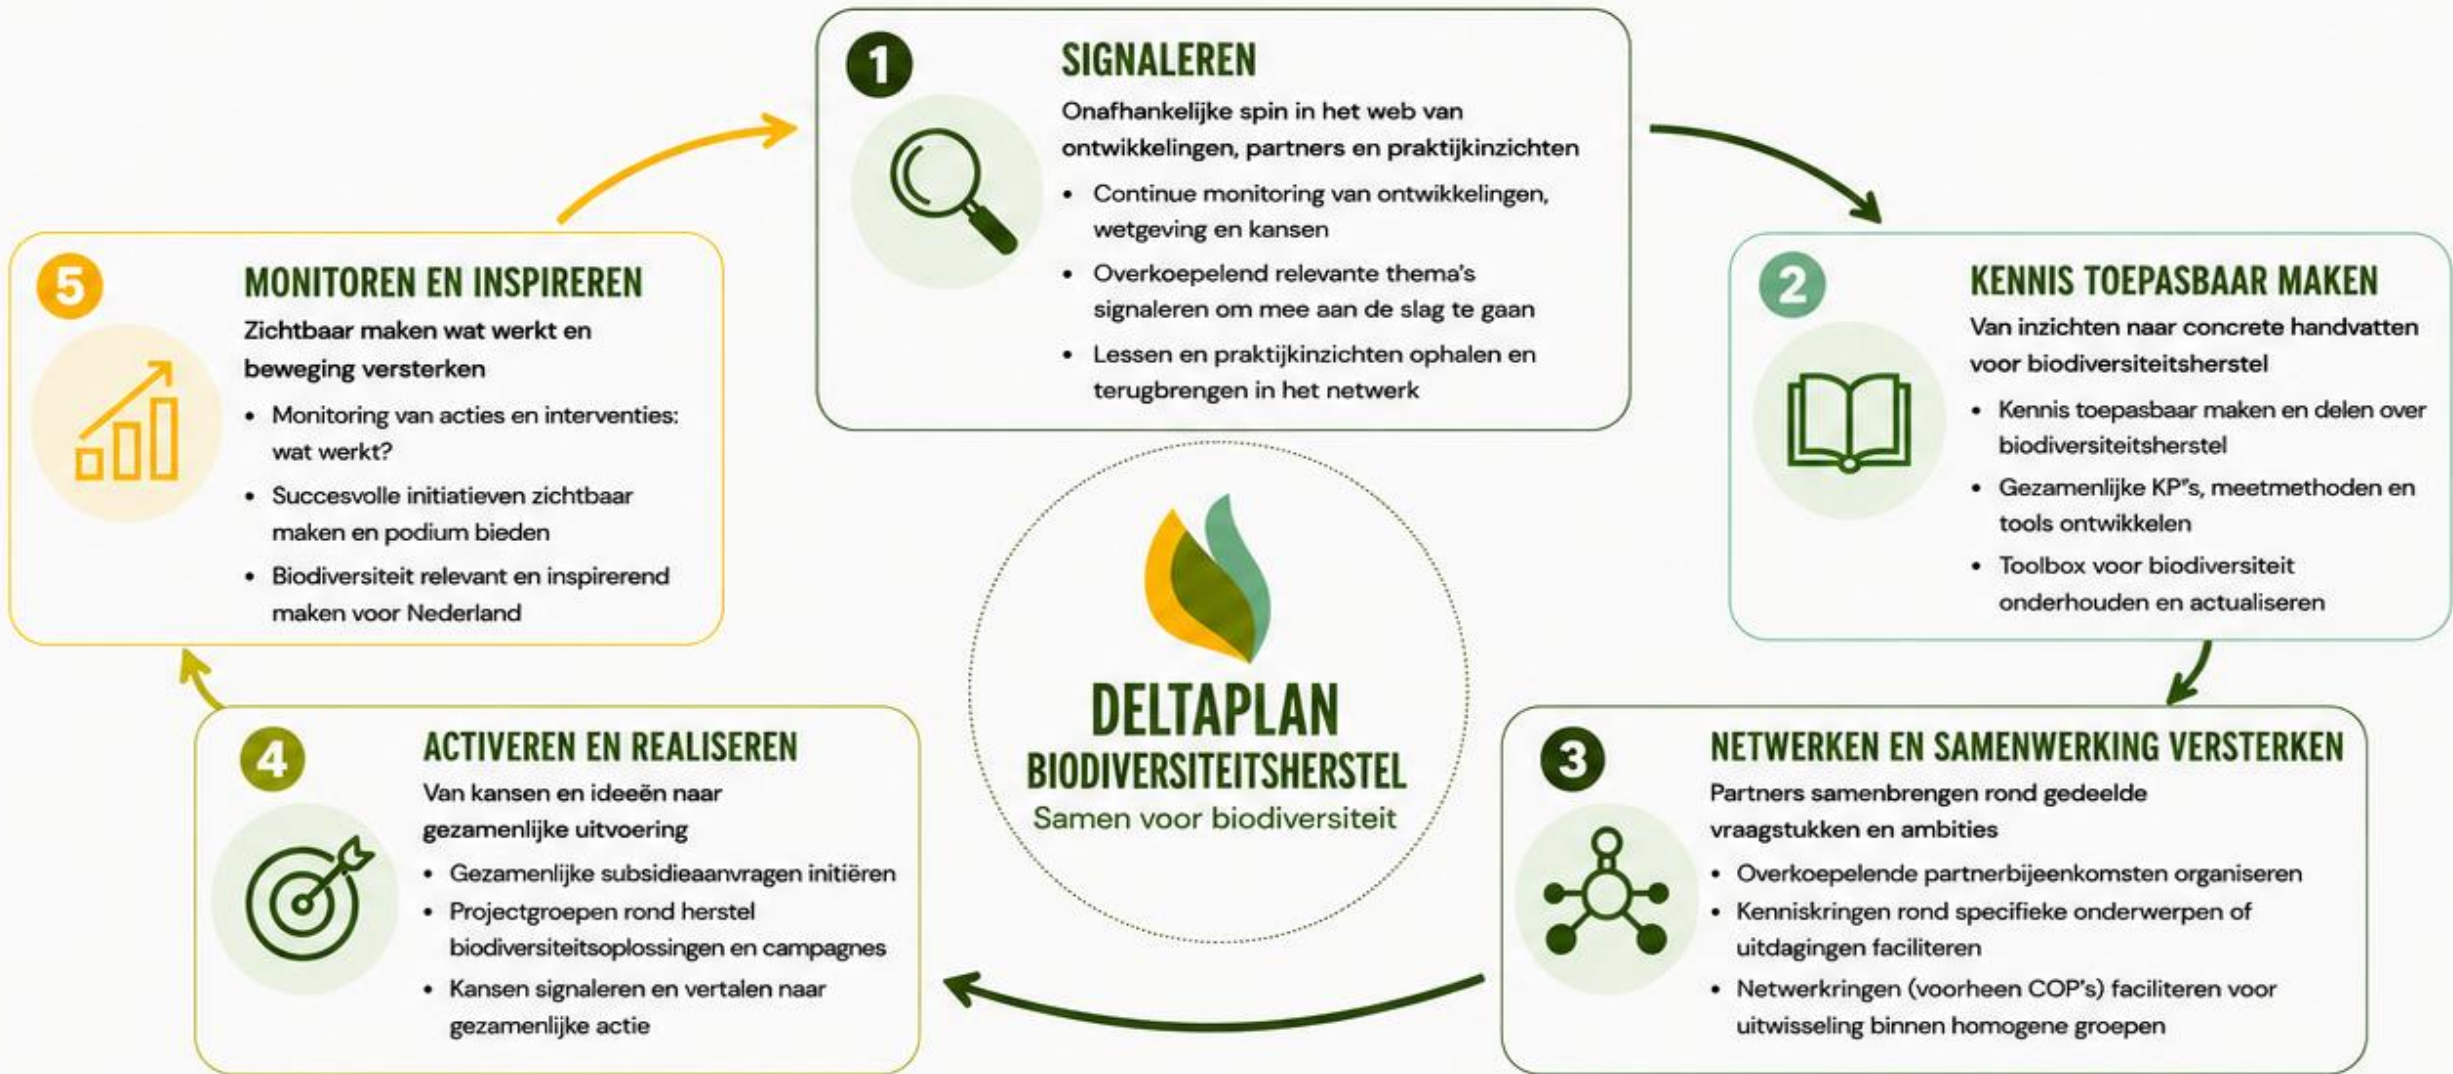 1
SIGNALEREN
Onafhankelijke spin in het web van
ontwikkelingen, partners en praktijkinzichten
• Continue monitoring van ontwikkelingen,
wetgeving en kansen
• Overkoepelend relevante thema's
signaleren om mee aan de slag te gaan
• Lessen en praktijkinzichten ophalen en
terugbrengen in het netwerk
2
KENNIS TOEPASBAAR MAKEN
Van inzichten naar concrete handvatten
voor biodiversiteitsherstel
• Kennis toepasbaar maken en delen over
biodiversiteitsherstel
• Gezamenlijke KP"s, meetmethoden en
tools ontwikkelen
• Toolbox voor biodiversiteit
onderhouden en actualiseren
3
NETWERKEN EN SAMENWERKING VERSTERKEN
Partners samenbrengen rond gedeelde
vraagstukken en ambities
• Overkoepelende partnerbijeenkomsten organiseren
• Kenniskringen rond specifieke onderwerpen of
uitdagingen faciliteren
• Netwerkringen (voorheen COP's) faciliteren voor
uitwisseling binnen homogene groepen
4
ACTIVEREN EN REALISEREN
Van kansen en ideeën naar
gezamenlijke uitvoering
• Gezamenlijke subsidieaanvragen initiëren
• Projectgroepen rond herstel
biodiversiteitsoplossingen en campagnes
• Kansen signaleren en vertalen naar
gezamenlijke actie
5
MONITOREN EN INSPIREREN
Zichtbaar maken wat werkt en
beweging versterken
• Monitoring van acties en interventies:
wat werkt?
• Succesvolle initiatieven zichtbaar
maken en podium bieden
• Biodiversiteit relevant en inspirerend
maken voor Nederland
DELTAPLAN
BIODIVERSITEITSHERSTEL
Samen voor biodiversiteit